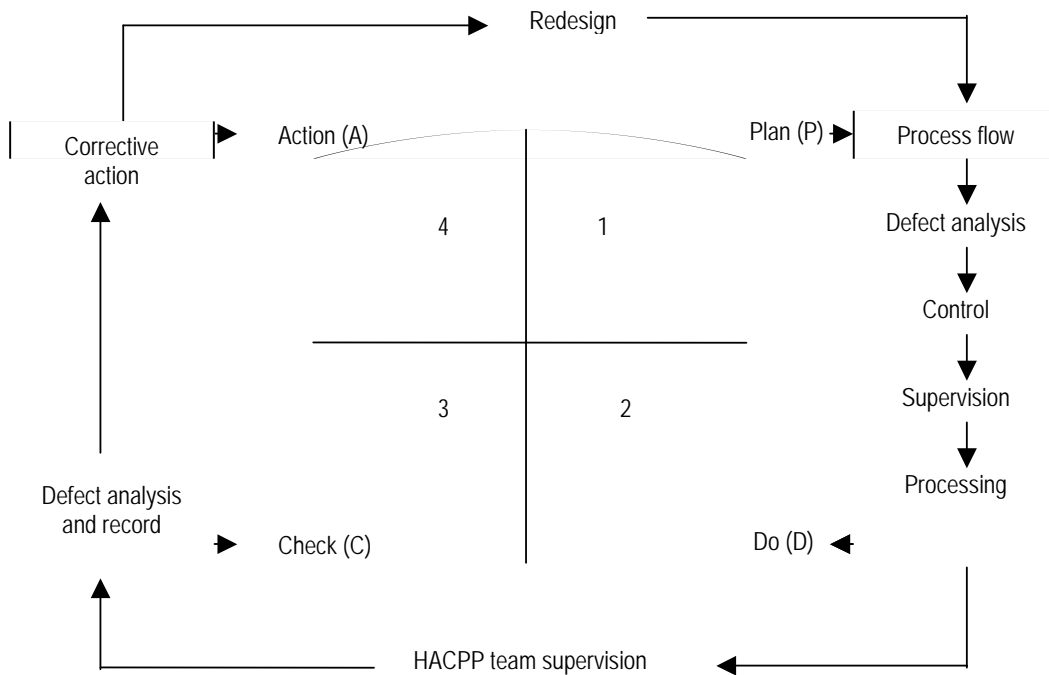 Redesign
Corrective
action
Action (A)
Plan (P)
Process flow
4
1
Defect analysis
Control
3
2
Supervision
Defect analysis
and record
Processing
Check (C)
Do (D)
HACPP team supervision